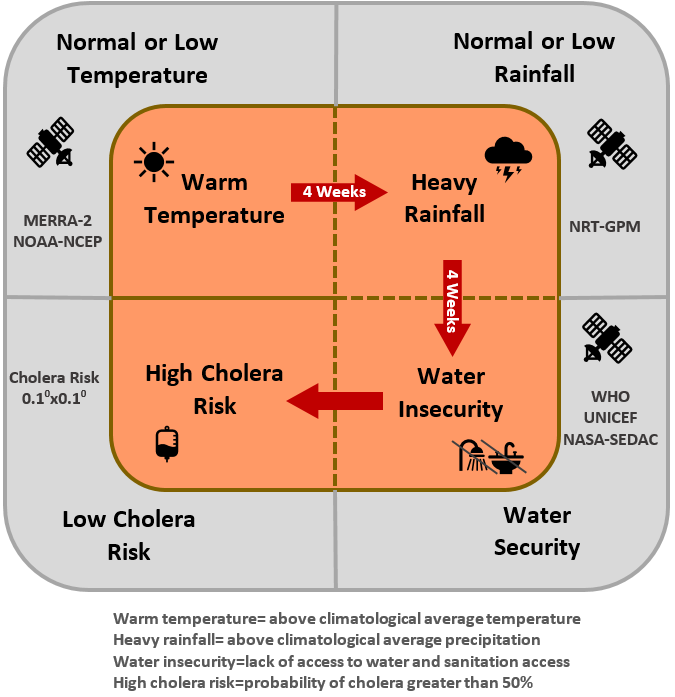 Normal or Low
Temperature
Normal or Low
Rainfall
Warm
Temperature
4 Weeks
Heavy
Rainfall
MERRA-2
NOAA-NCEP
NRT-GPM
4 Weeks
High Cholera
Risk
Water
Insecurity
Cholera Risk
0.1⁰x0.1⁰
WHO
UNICEF
NASA-SEDAC
Low Cholera
Risk
Water
Security
Warm temperature= above climatological average temperature
Heavy rainfall= above climatological average precipitation
Water insecurity=lack of access to water and sanitation access
High cholera risk=probability of cholera greater than 50%